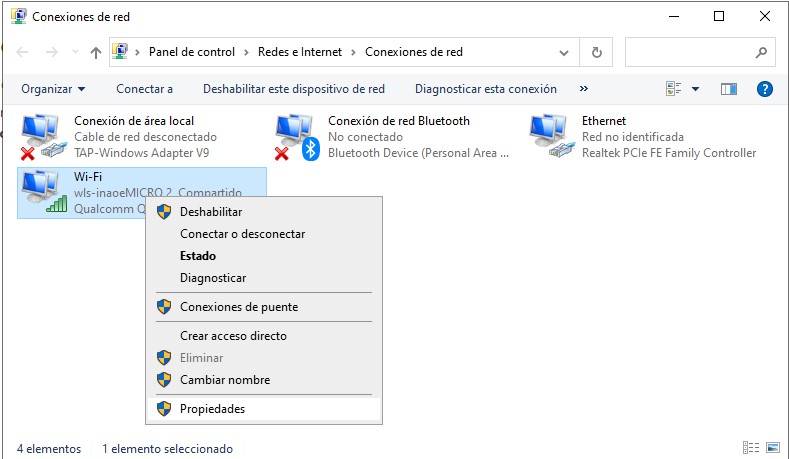 Conexiones de red
Panel de control > Redes e Internet > Conexiones de red
Organizar
Conectar a
Deshabilitar este dispositivo de red
Diagnosticar esta conexión
»
Conexión de área local
Cable de red desconectado
TAP-Windows Adapter V9
Conexión de red Bluetooth
No conectado
Bluetooth Device (Personal Area ...
Ethernet
Red no identificada
Realtek PCIe FE Family Controller
Wi-Fi
wls-inaoeMICRO 2, Compartido
Qualcomm Q
Deshabilitar
Conectar o desconectar
Estado
Diagnosticar
Conexiones de puente
Crear acceso directo
Eliminar
Cambiar nombre
Propiedades
4 elementos
1 elemento seleccionado